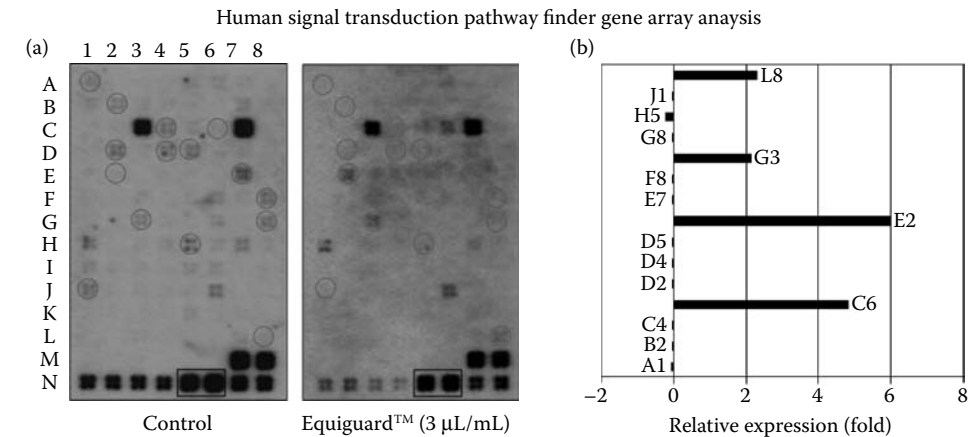 Human signal transduction pathway finder gene array anaysis
(a)
1 2 3 4 5 6 7 8
A
B
C
D
E
F
G
H
I
J
K
L
M
N
Control
Equiguard™ (3 μL/mL)
(b)
L8
J1
H5
G8
G3
F8
E7
E2
D5
D4
D2
C6
C4
B2
A1
−2 0 2 4 6 8
Relative expression (fold)